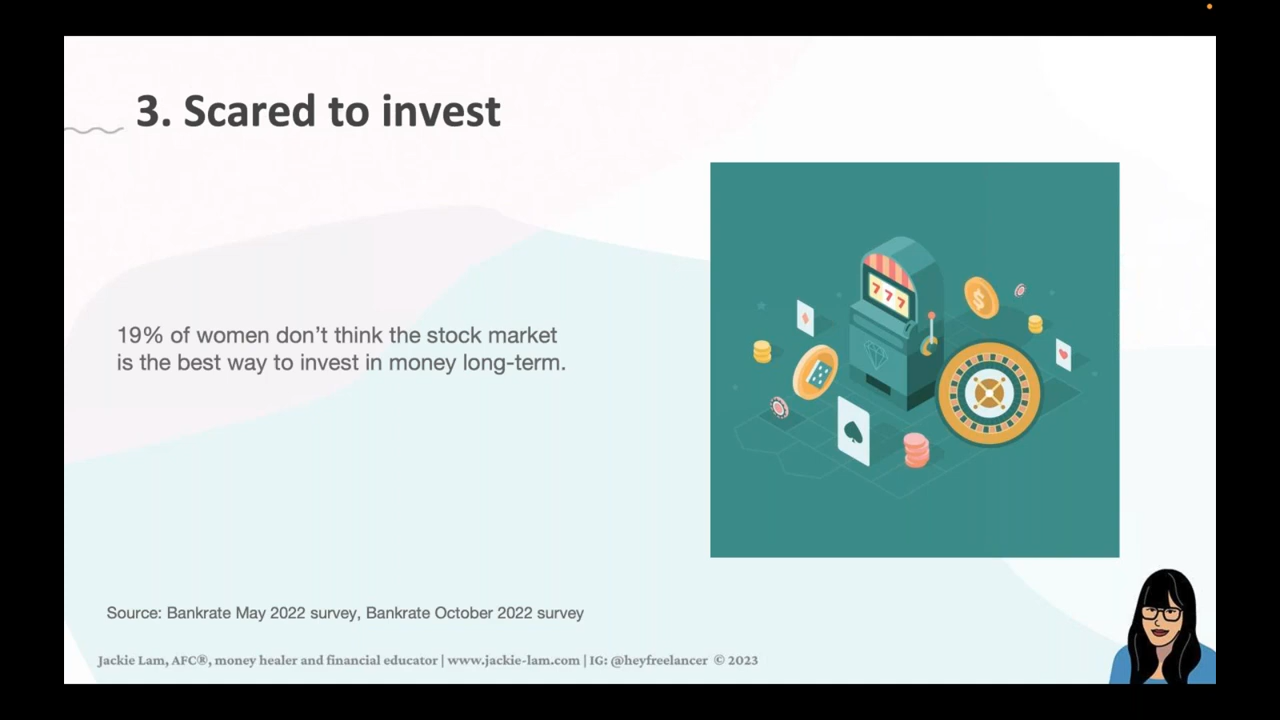 3. Scared to invest
777
19% of women don’t think the stock market
is the best way to invest in money long-term.
Source: Bankrate May 2022 survey, Bankrate October 2022 survey
Jackie Lam, AFC®, money healer and financial educator | www.jackie-lam.com | IG: @heyfreelancer © 2023